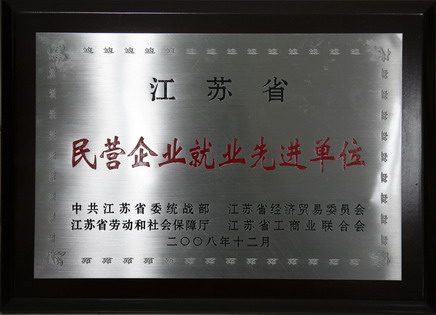 江苏省
民营企业就业先进单位
中共江苏省委统战部 江苏省经济贸易委员会
江苏省劳动和社会保障厅 江苏省工商业联合会
二〇〇八年十二月